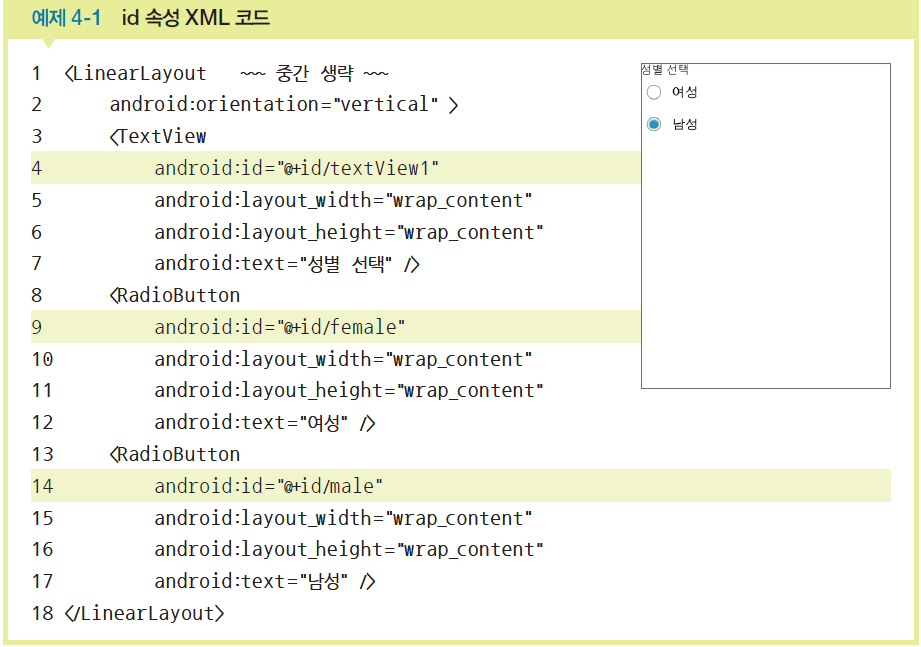 예제 4-1 id 속성 XML 코드
1 <LinearLayout ~~~ 중간 생략 ~~~
2 android:orientation="vertical" >
3 <TextView
4 android:id="@+id/textView1"
5 android:layout_width="wrap_content"
6 android:layout_height="wrap_content"
7 android:text="성별 선택" />
8 <RadioButton
9 android:id="@+id/female"
10 android:layout_width="wrap_content"
11 android:layout_height="wrap_content"
12 android:text="여성" />
13 <RadioButton
14 android:id="@+id/male"
15 android:layout_width="wrap_content"
16 android:layout_height="wrap_content"
17 android:text="남성" />
18 </LinearLayout>
성별 선택
여성
남성